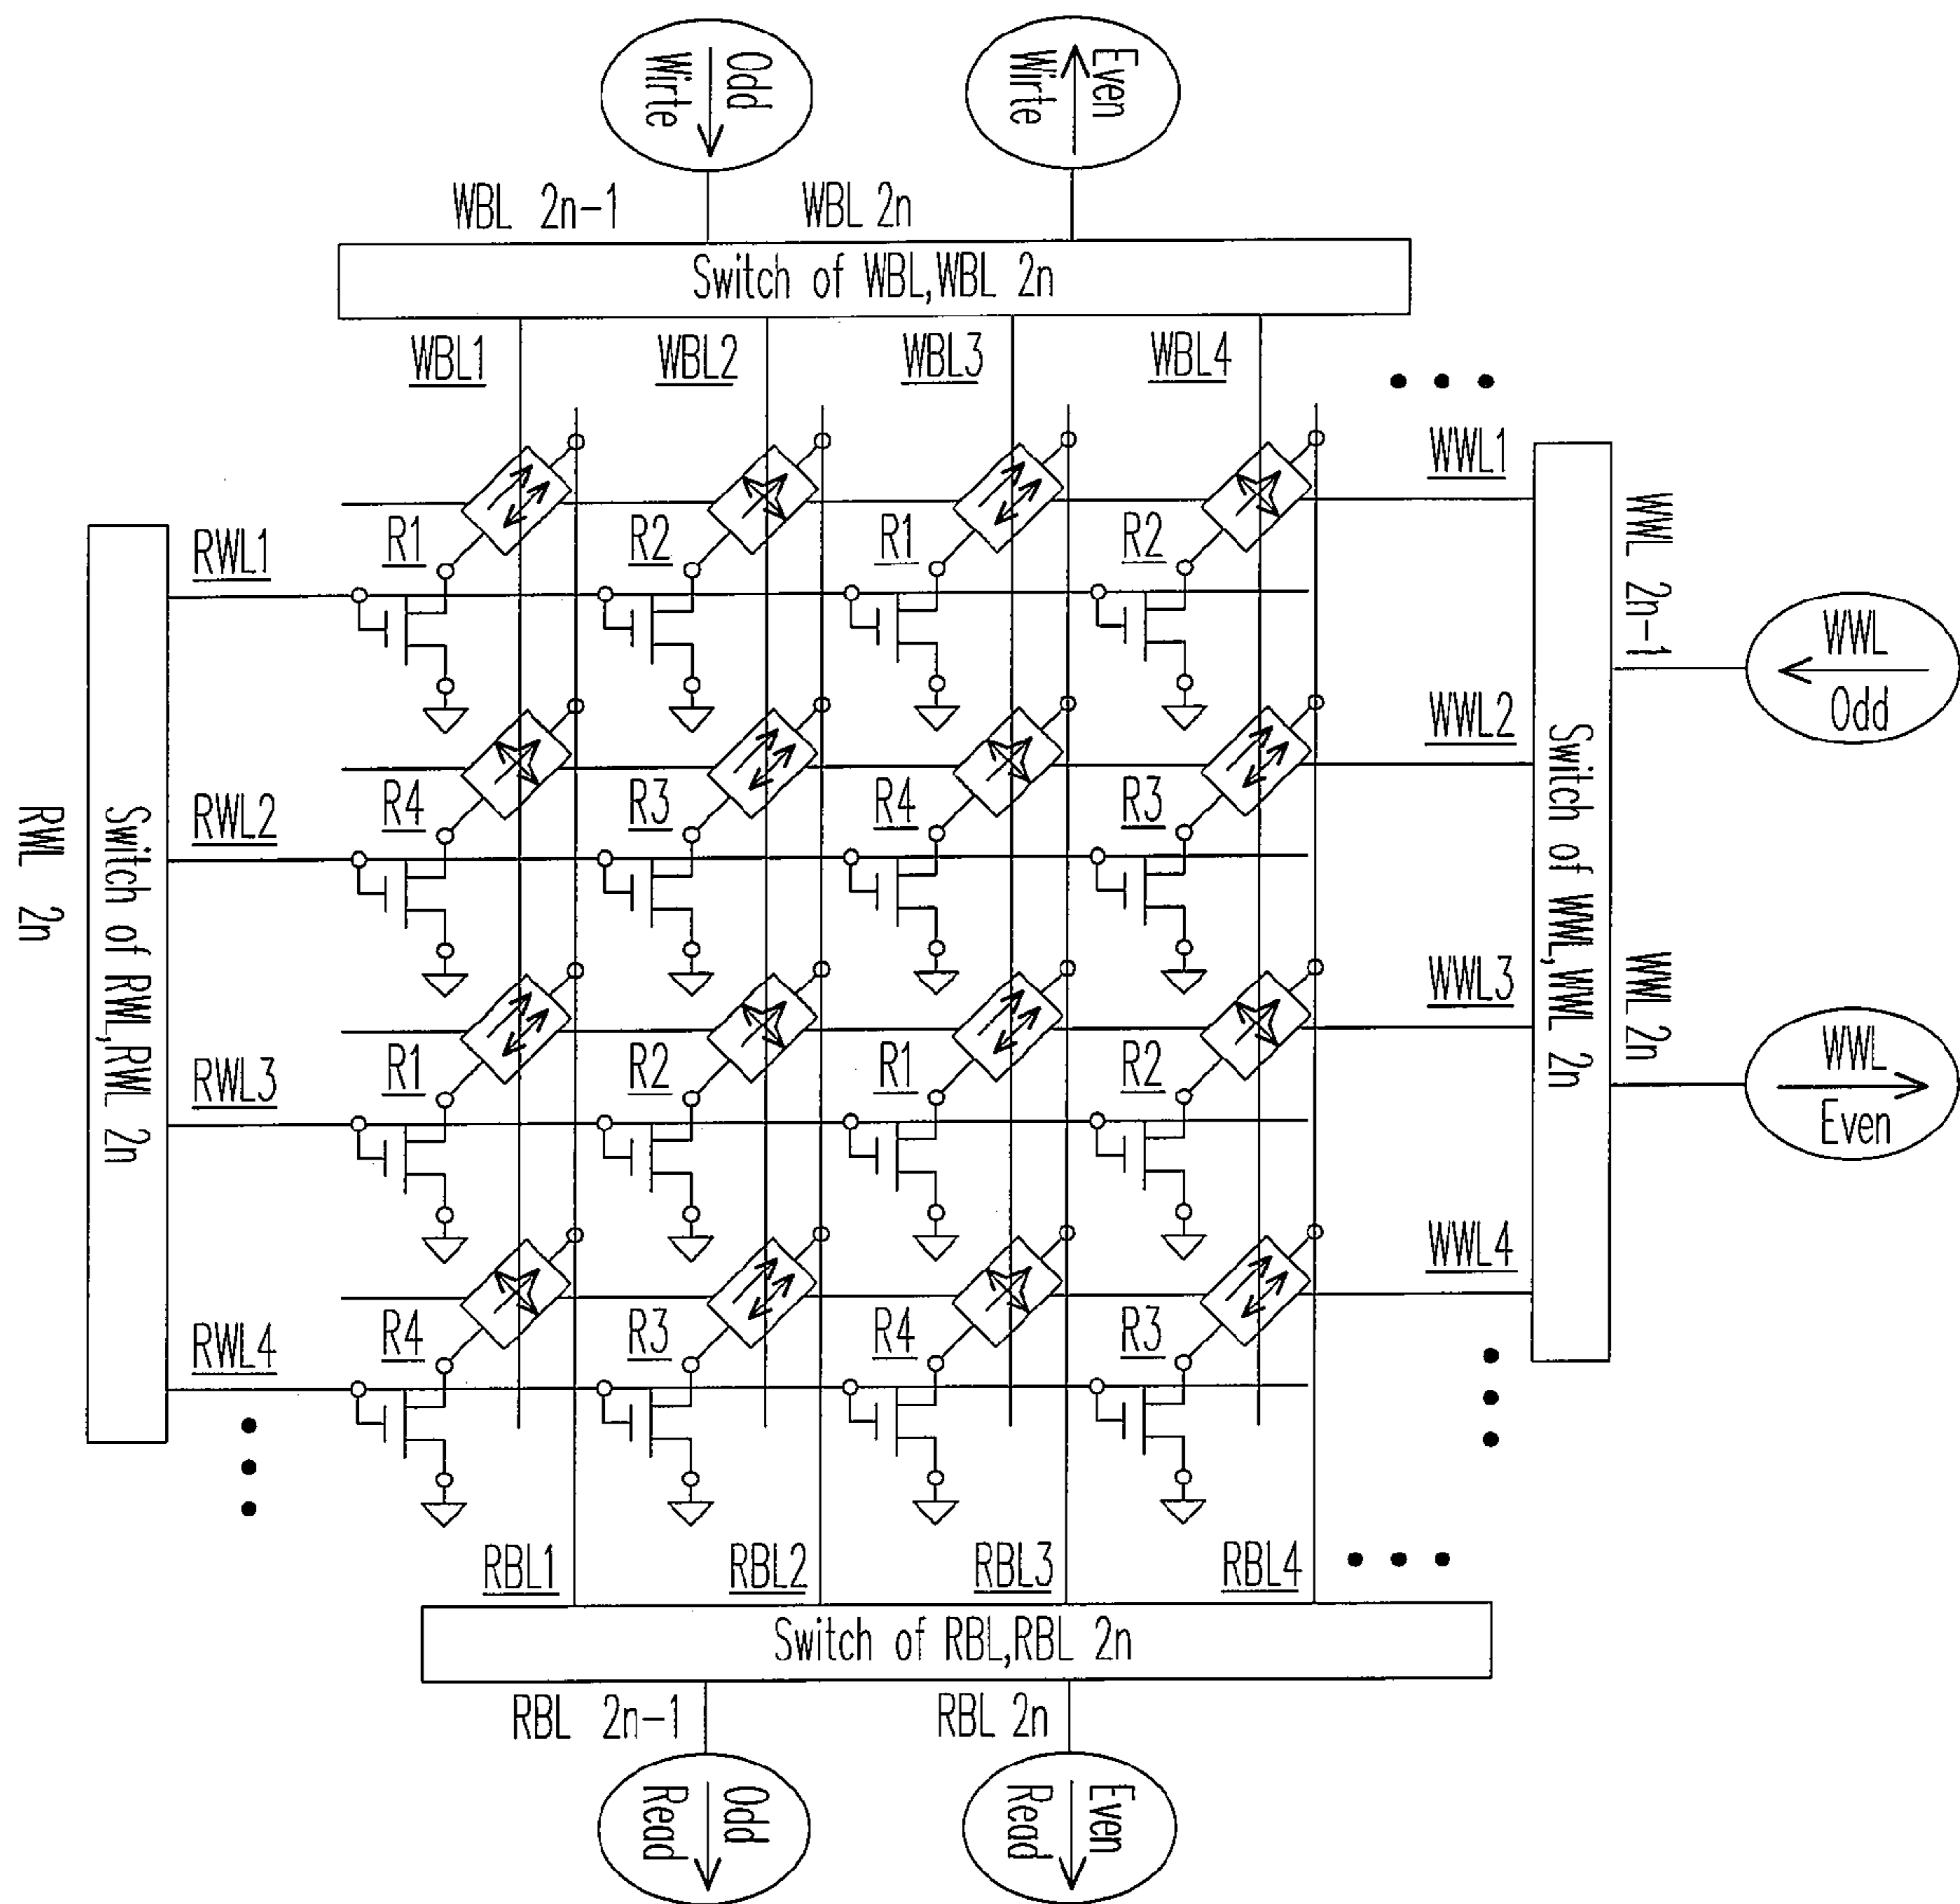 Odd
Wirte
Even
Wirte
WBL 2n-1
WBL 2n
Switch of WBL,WBL 2n
WBL1
WBL2
WBL3
WBL4
WWL1
R1
R2
R1
R2
RWL1
WWL 2n-1
WWL
Odd
WWL2
R4
R3
R4
R3
RWL2
Switch of WWL,WWL 2n
Switch of RWL,RWL 2n
RWL 2n
WWL3
WWL 2n
WWL
Even
R1
R2
R1
R2
RWL3
WWL4
R4
R3
R4
R3
RWL4
RBL1
RBL2
RBL3
RBL4
Switch of RBL,RBL 2n
RBL 2n-1
RBL 2n
Odd
Read
Even
Read